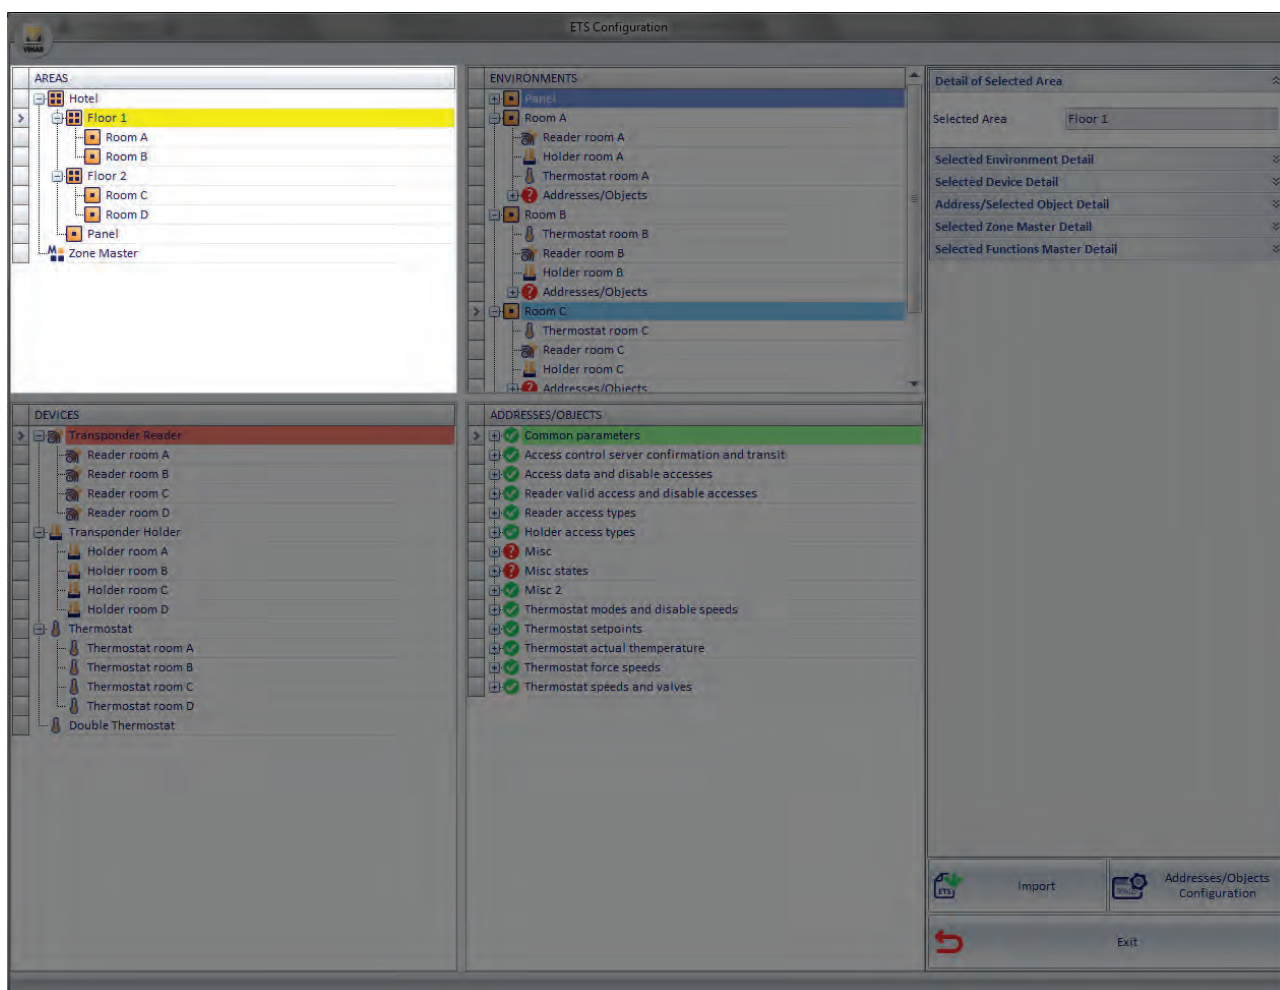 ETS Configuration
VIMAR
AREAS
Hotel
Floor 1
Room A
Room B
Floor 2
Room C
Room D
Panel
Zone Master
ENVIRONMENTS
Panel
Room A
Reader room A
Holder room A
Thermostat room A
Addresses/Objects
Room B
Thermostat room B
Reader room B
Holder room B
Addresses/Objects
Room C
Thermostat room C
Reader room C
Holder room C
Addresses/Objects
Detail of Selected Area
Selected Area Floor 1
Selected Environment Detail
Selected Device Detail
Address/Selected Object Detail
Selected Zone Master Detail
Selected Functions Master Detail
DEVICES
Transponder Reader
Reader room A
Reader room B
Reader room C
Reader room D
Transponder Holder
Holder room A
Holder room B
Holder room C
Holder room D
Thermostat
Thermostat room A
Thermostat room B
Thermostat room C
Thermostat room D
Double Thermostat
ADDRESSES/OBJECTS
Common parameters
Access control server confirmation and transit
Access data and disable accesses
Reader valid access and disable accesses
Reader access types
Holder access types
Misc
Misc states
Misc 2
Thermostat modes and disable speeds
Thermostat setpoints
Thermostat actual themperature
Thermostat force speeds
Thermostat speeds and valves
ETS
Import
Addresses/Objects
Configuration
Exit